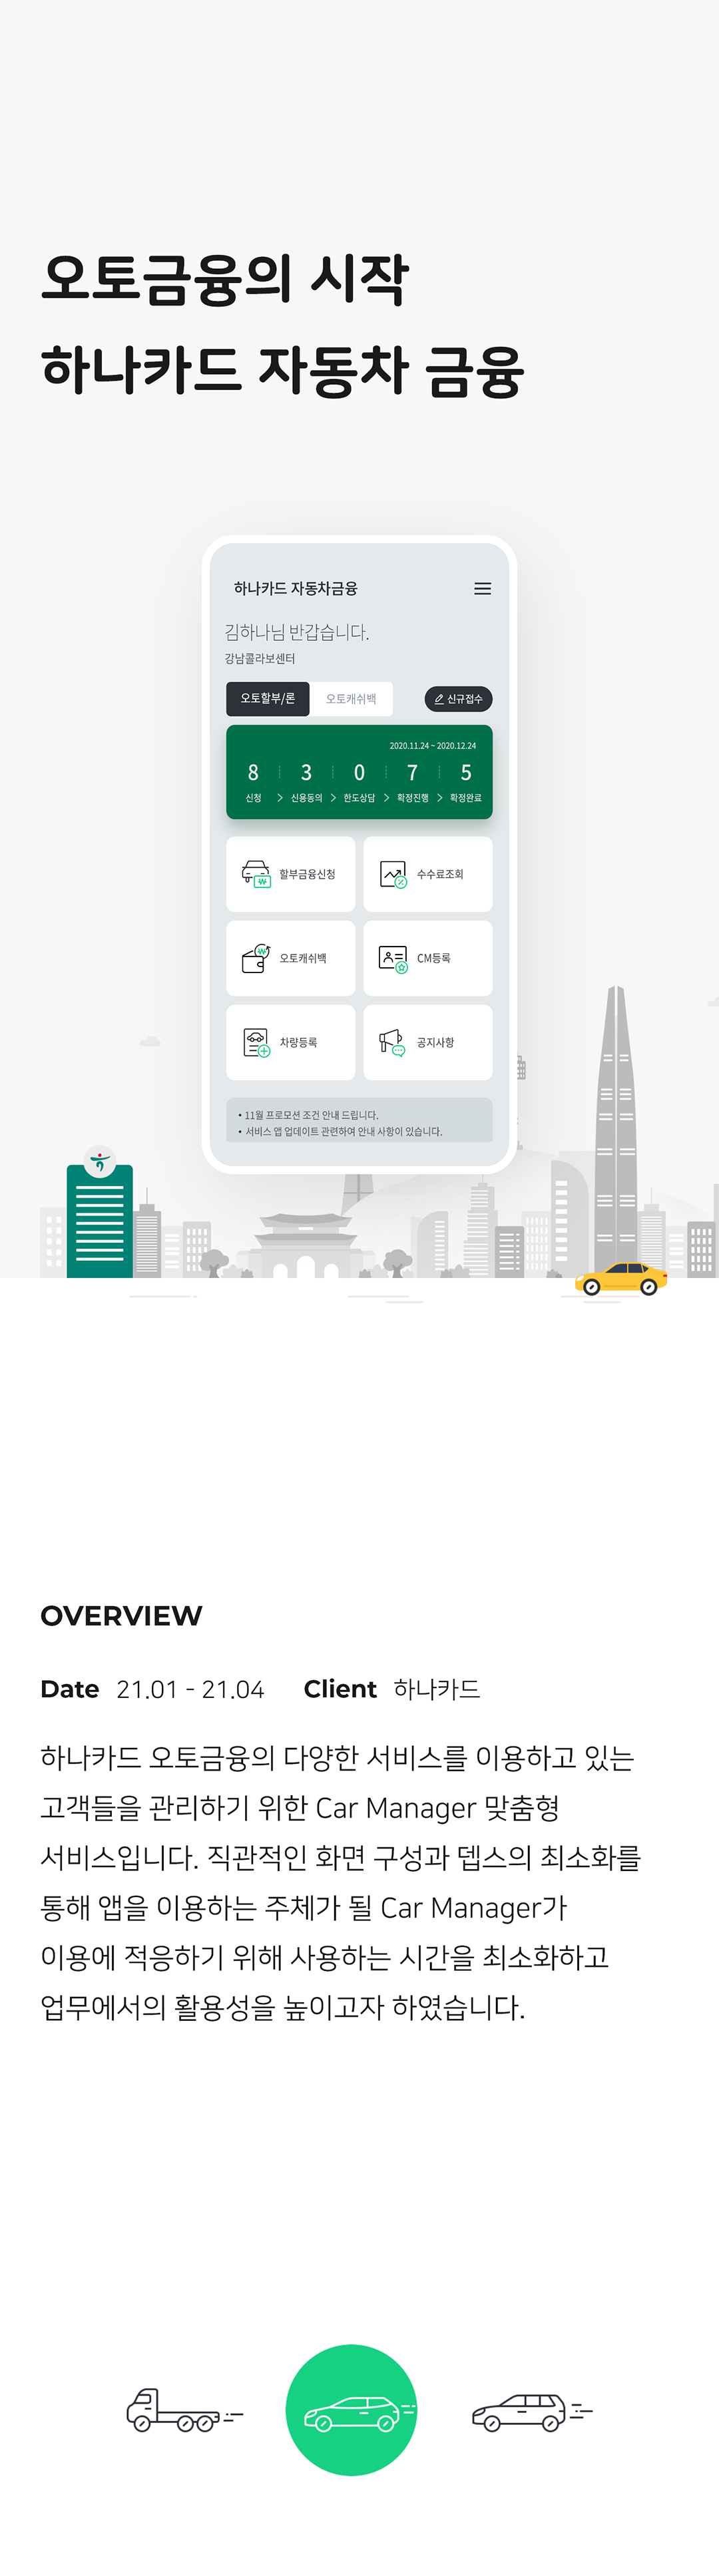 오토금융의 시작
하나카드 자동차 금융
하나카드 자동차금융
김하나님 반갑습니다.
강남콜라보센터
오토할부/론 오토캐쉬백 신규접수
2020.11.24 ~ 2020.12.24
8 3 0 7 5
신청 > 신용동의 > 한도상담 > 확정진행 > 확정완료
할부금융신청 수수료조회
오토캐쉬백 CM등록
차량등록 공지사항
• 11월 프로모션 조건 안내 드립니다.
• 서비스 앱 업데이트 관련하여 안내 사항이 있습니다.
OVERVIEW
Date 21.01 - 21.04 Client 하나카드
하나카드 오토금융의 다양한 서비스를 이용하고 있는
고객들을 관리하기 위한 Car Manager 맞춤형
서비스입니다. 직관적인 화면 구성과 뎁스의 최소화를
통해 앱을 이용하는 주체가 될 Car Manager가
이용에 적응하기 위해 사용하는 시간을 최소화하고
업무에서의 활용성을 높이고자 하였습니다.